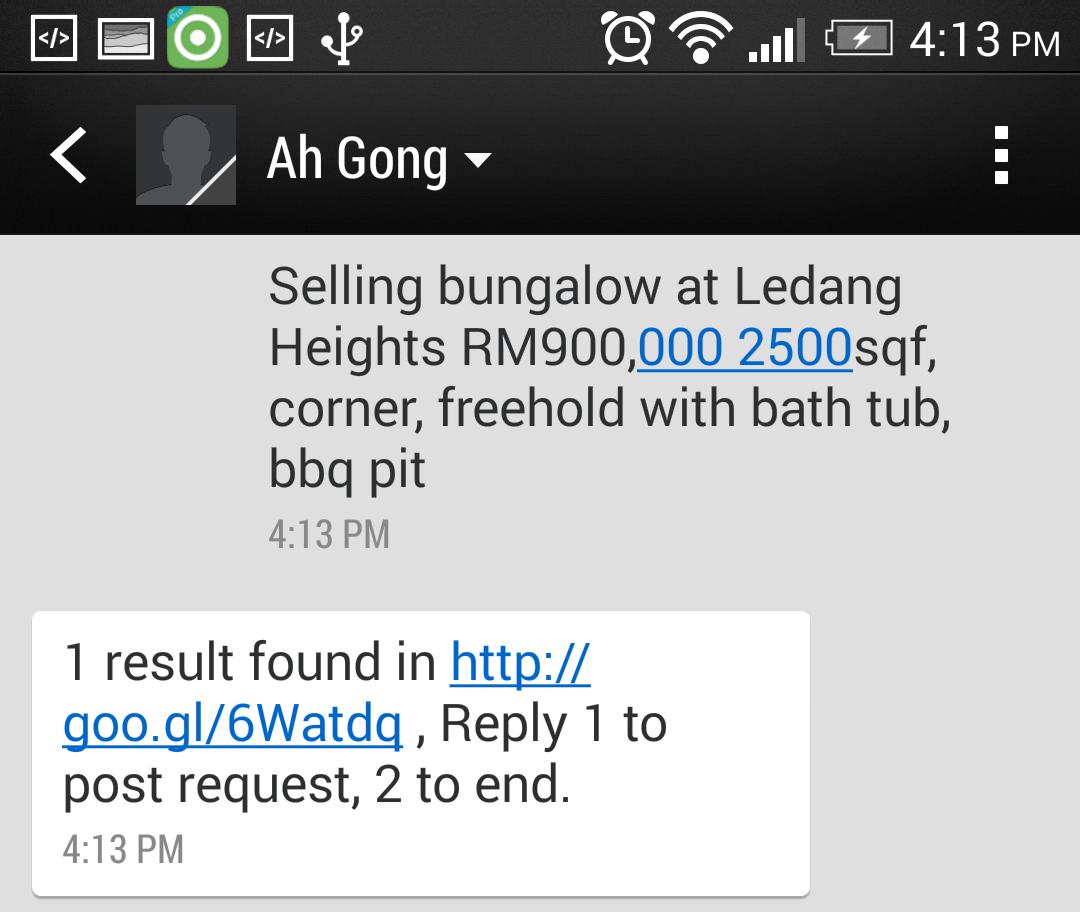 4:13 PM
Ah Gong
Selling bungalow at Ledang
Heights RM900,000 2500sqf,
corner, freehold with bath tub,
bbq pit
4:13 PM
1 result found in http://
goo.gl/6Watdq , Reply 1 to
post request, 2 to end.
4:13 PM